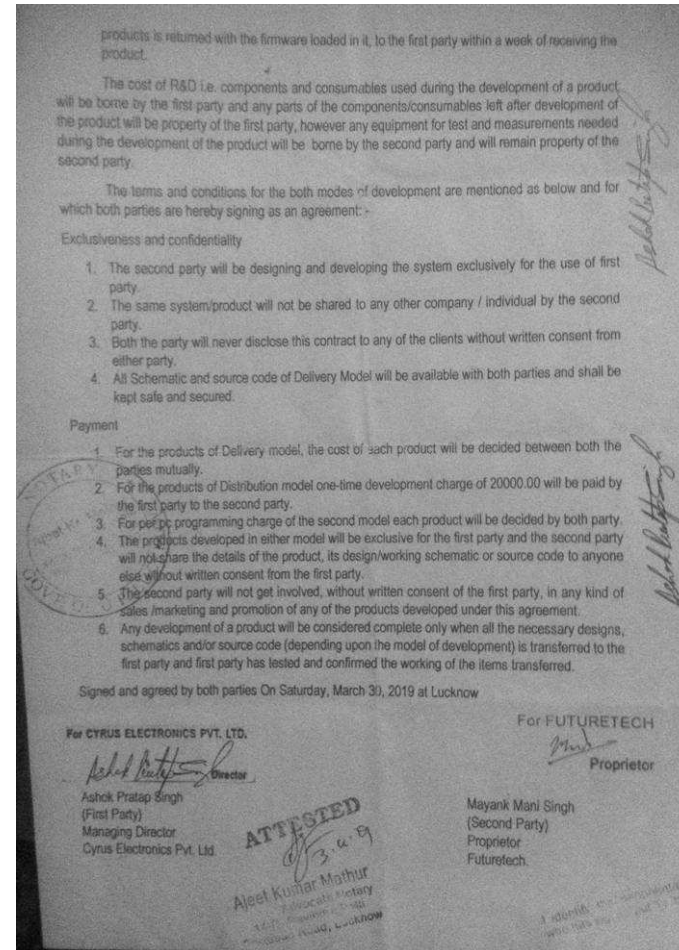 products is returned with the firmware loaded in it, to the first party within a week of receiving the
product.
The cost of R&D i.e. components and consumables used during the development of a product
will be borne by the first party and any parts of the components/consumables left after development of
the product will be property of the first party, however any equipment for test and measurements needed
during the development of the product will be borne by the second party and will remain property of the
second party.
The terms and conditions for the both modes of development are mentioned as below and for
which both parties are hereby signing as an agreement: -
Exclusiveness and confidentiality
1. The second party will be designing and developing the system exclusively for the use of first
party.
2. The same system/product will not be shared to any other company / individual by the second
party.
3. Both the party will never disclose this contract to any of the clients without written consent from
either party.
4. All Schematic and source code of Delivery Model will be available with both parties and shall be
kept safe and secured.
Payment
1. For the products of Delivery model, the cost of each product will be decided between both the
parties mutually.
2. For the products of Distribution model one-time development charge of 20000.00 will be paid by
the first party to the second party.
3. For per pc programming charge of the second model each product will be decided by both party.
4. The products developed in either model will be exclusive for the first party and the second party
will not share the details of the product, its design/working schematic or source code to anyone
else without written consent from the first party.
5. The second party will not get involved, without written consent of the first party, in any kind of
sales /marketing and promotion of any of the products developed under this agreement.
6. Any development of a product will be considered complete only when all the necessary designs,
schematics and/or source code (depending upon the model of development) is transferred to the
first party and first party has tested and confirmed the working of the items transferred.
Signed and agreed by both parties On Saturday, March 30, 2019 at Lucknow
For CYRUS ELECTRONICS PVT. LTD.
Director
Ashok Pratap Singh
(First Party)
Managing Director
Cyrus Electronics Pvt. Ltd.
For FUTURETECH
Proprietor
Mayank Mani Singh
(Second Party)
Proprietor
Futuretech.
ATTESTED
Ajeet Kumar Mathur
Advocate Notary
Road, Lucknow
NOTARY
Ashok Pratap Singh
Ashok Pratap Singh
Ashok Pratap Singh